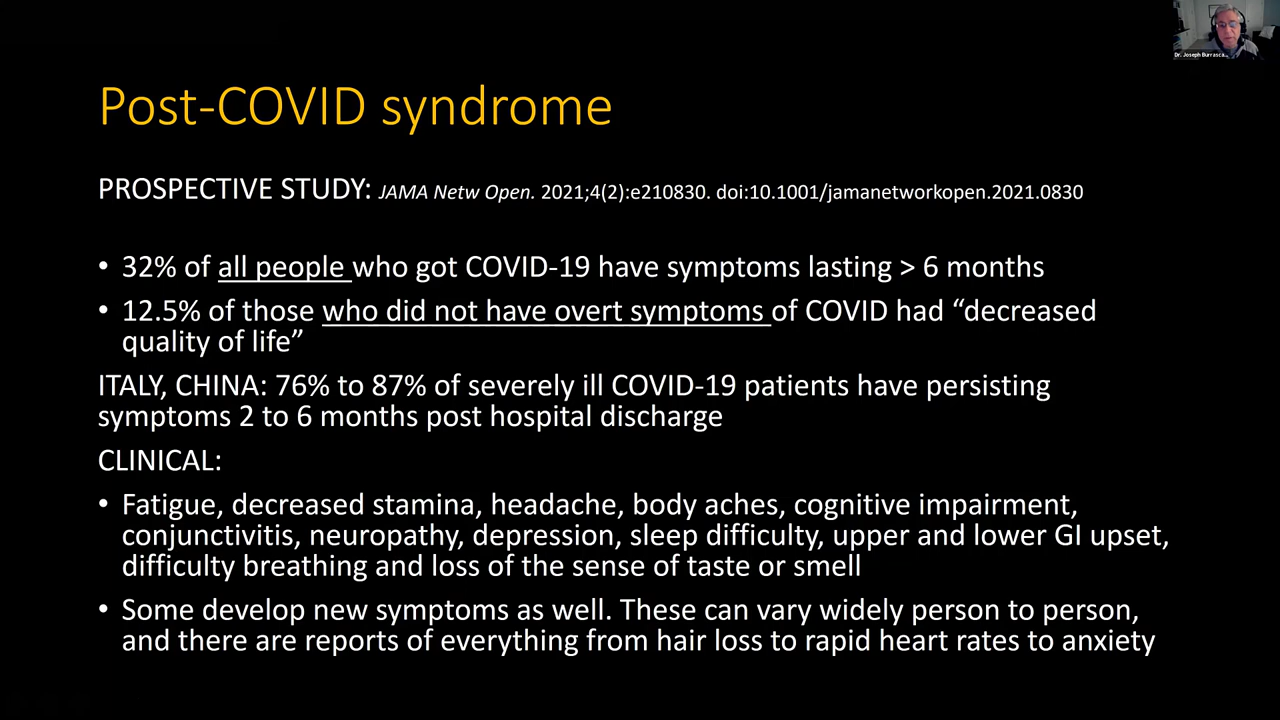 Dr. Joseph Burrasca...
Post-COVID syndrome
PROSPECTIVE STUDY: JAMA Netw Open. 2021;4(2):e210830. doi:10.1001/jamanetworkopen.2021.0830
• 32% of all people who got COVID-19 have symptoms lasting > 6 months
• 12.5% of those who did not have overt symptoms of COVID had “decreased
quality of life”
ITALY, CHINA: 76% to 87% of severely ill COVID-19 patients have persisting
symptoms 2 to 6 months post hospital discharge
CLINICAL:
• Fatigue, decreased stamina, headache, body aches, cognitive impairment,
conjunctivitis, neuropathy, depression, sleep difficulty, upper and lower GI upset,
difficulty breathing and loss of the sense of taste or smell
• Some develop new symptoms as well. These can vary widely person to person,
and there are reports of everything from hair loss to rapid heart rates to anxiety